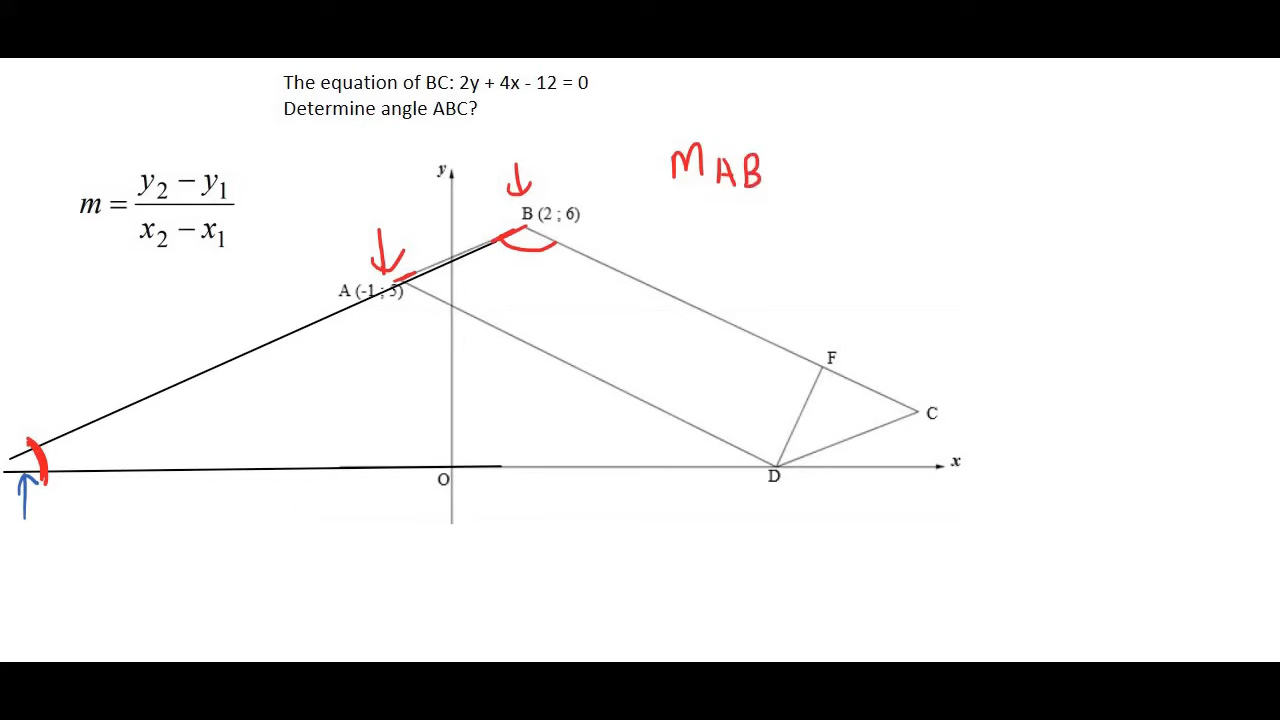 The equation of BC: 2y + 4x - 12 = 0
Determine angle ABC?
M AB
m = (y₂ − y₁) / (x₂ − x₁)
y
B (2 ; 6)
A (-1 ; 5)
F
C
x
O
D